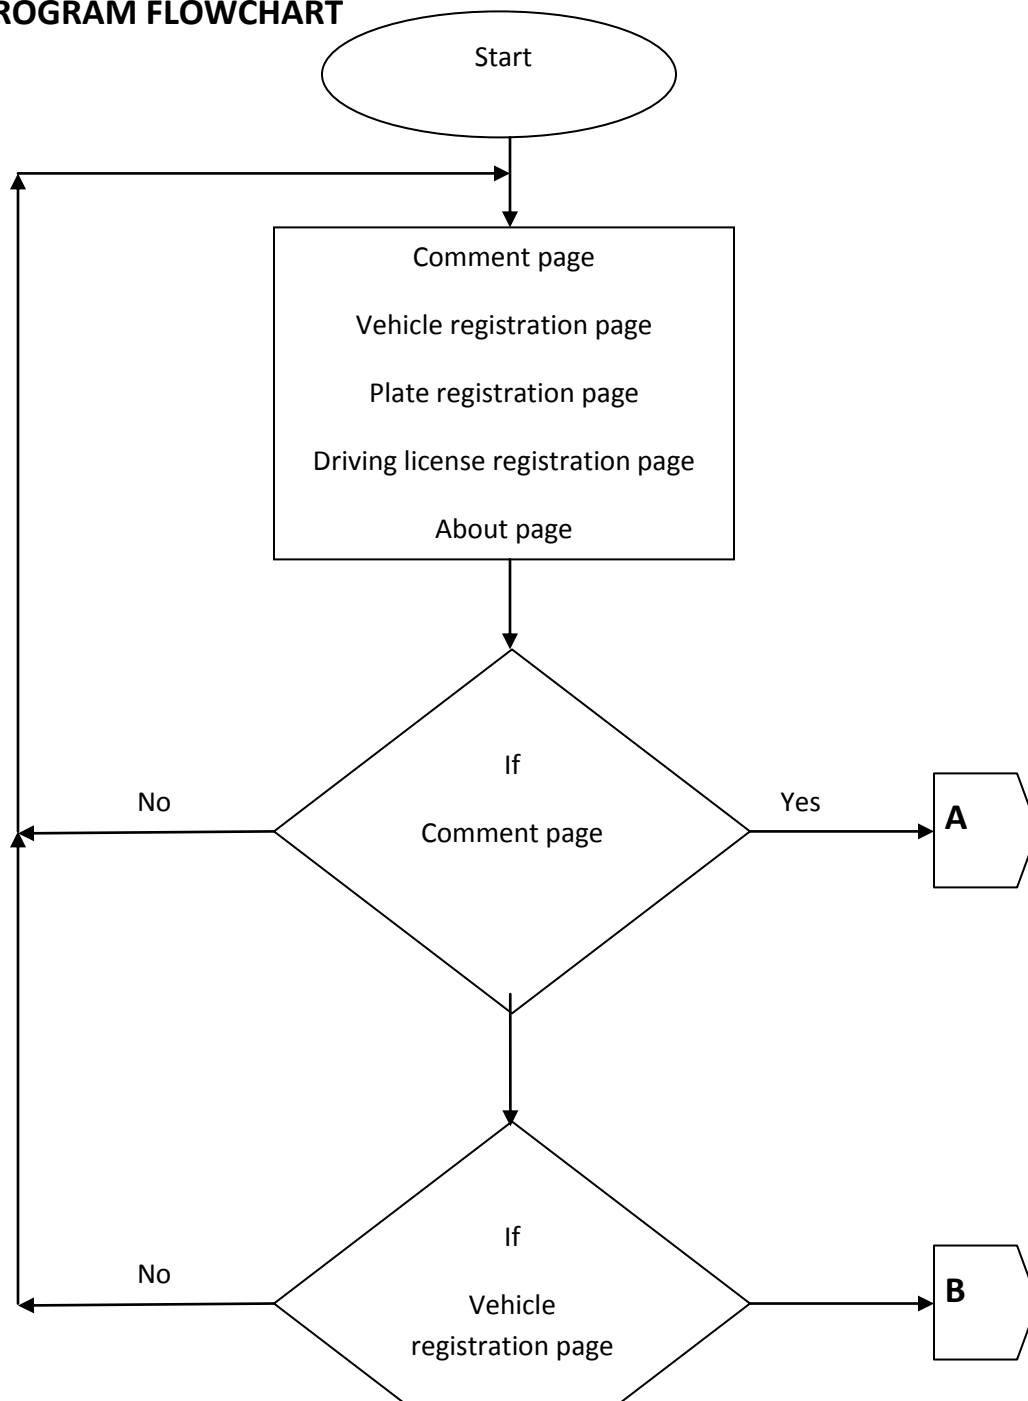 ROGRAM FLOWCHART
Start
Comment page
Vehicle registration page
Plate registration page
Driving license registration page
About page
If
Comment page
No
Yes
A
If
Vehicle
registration page
No
B